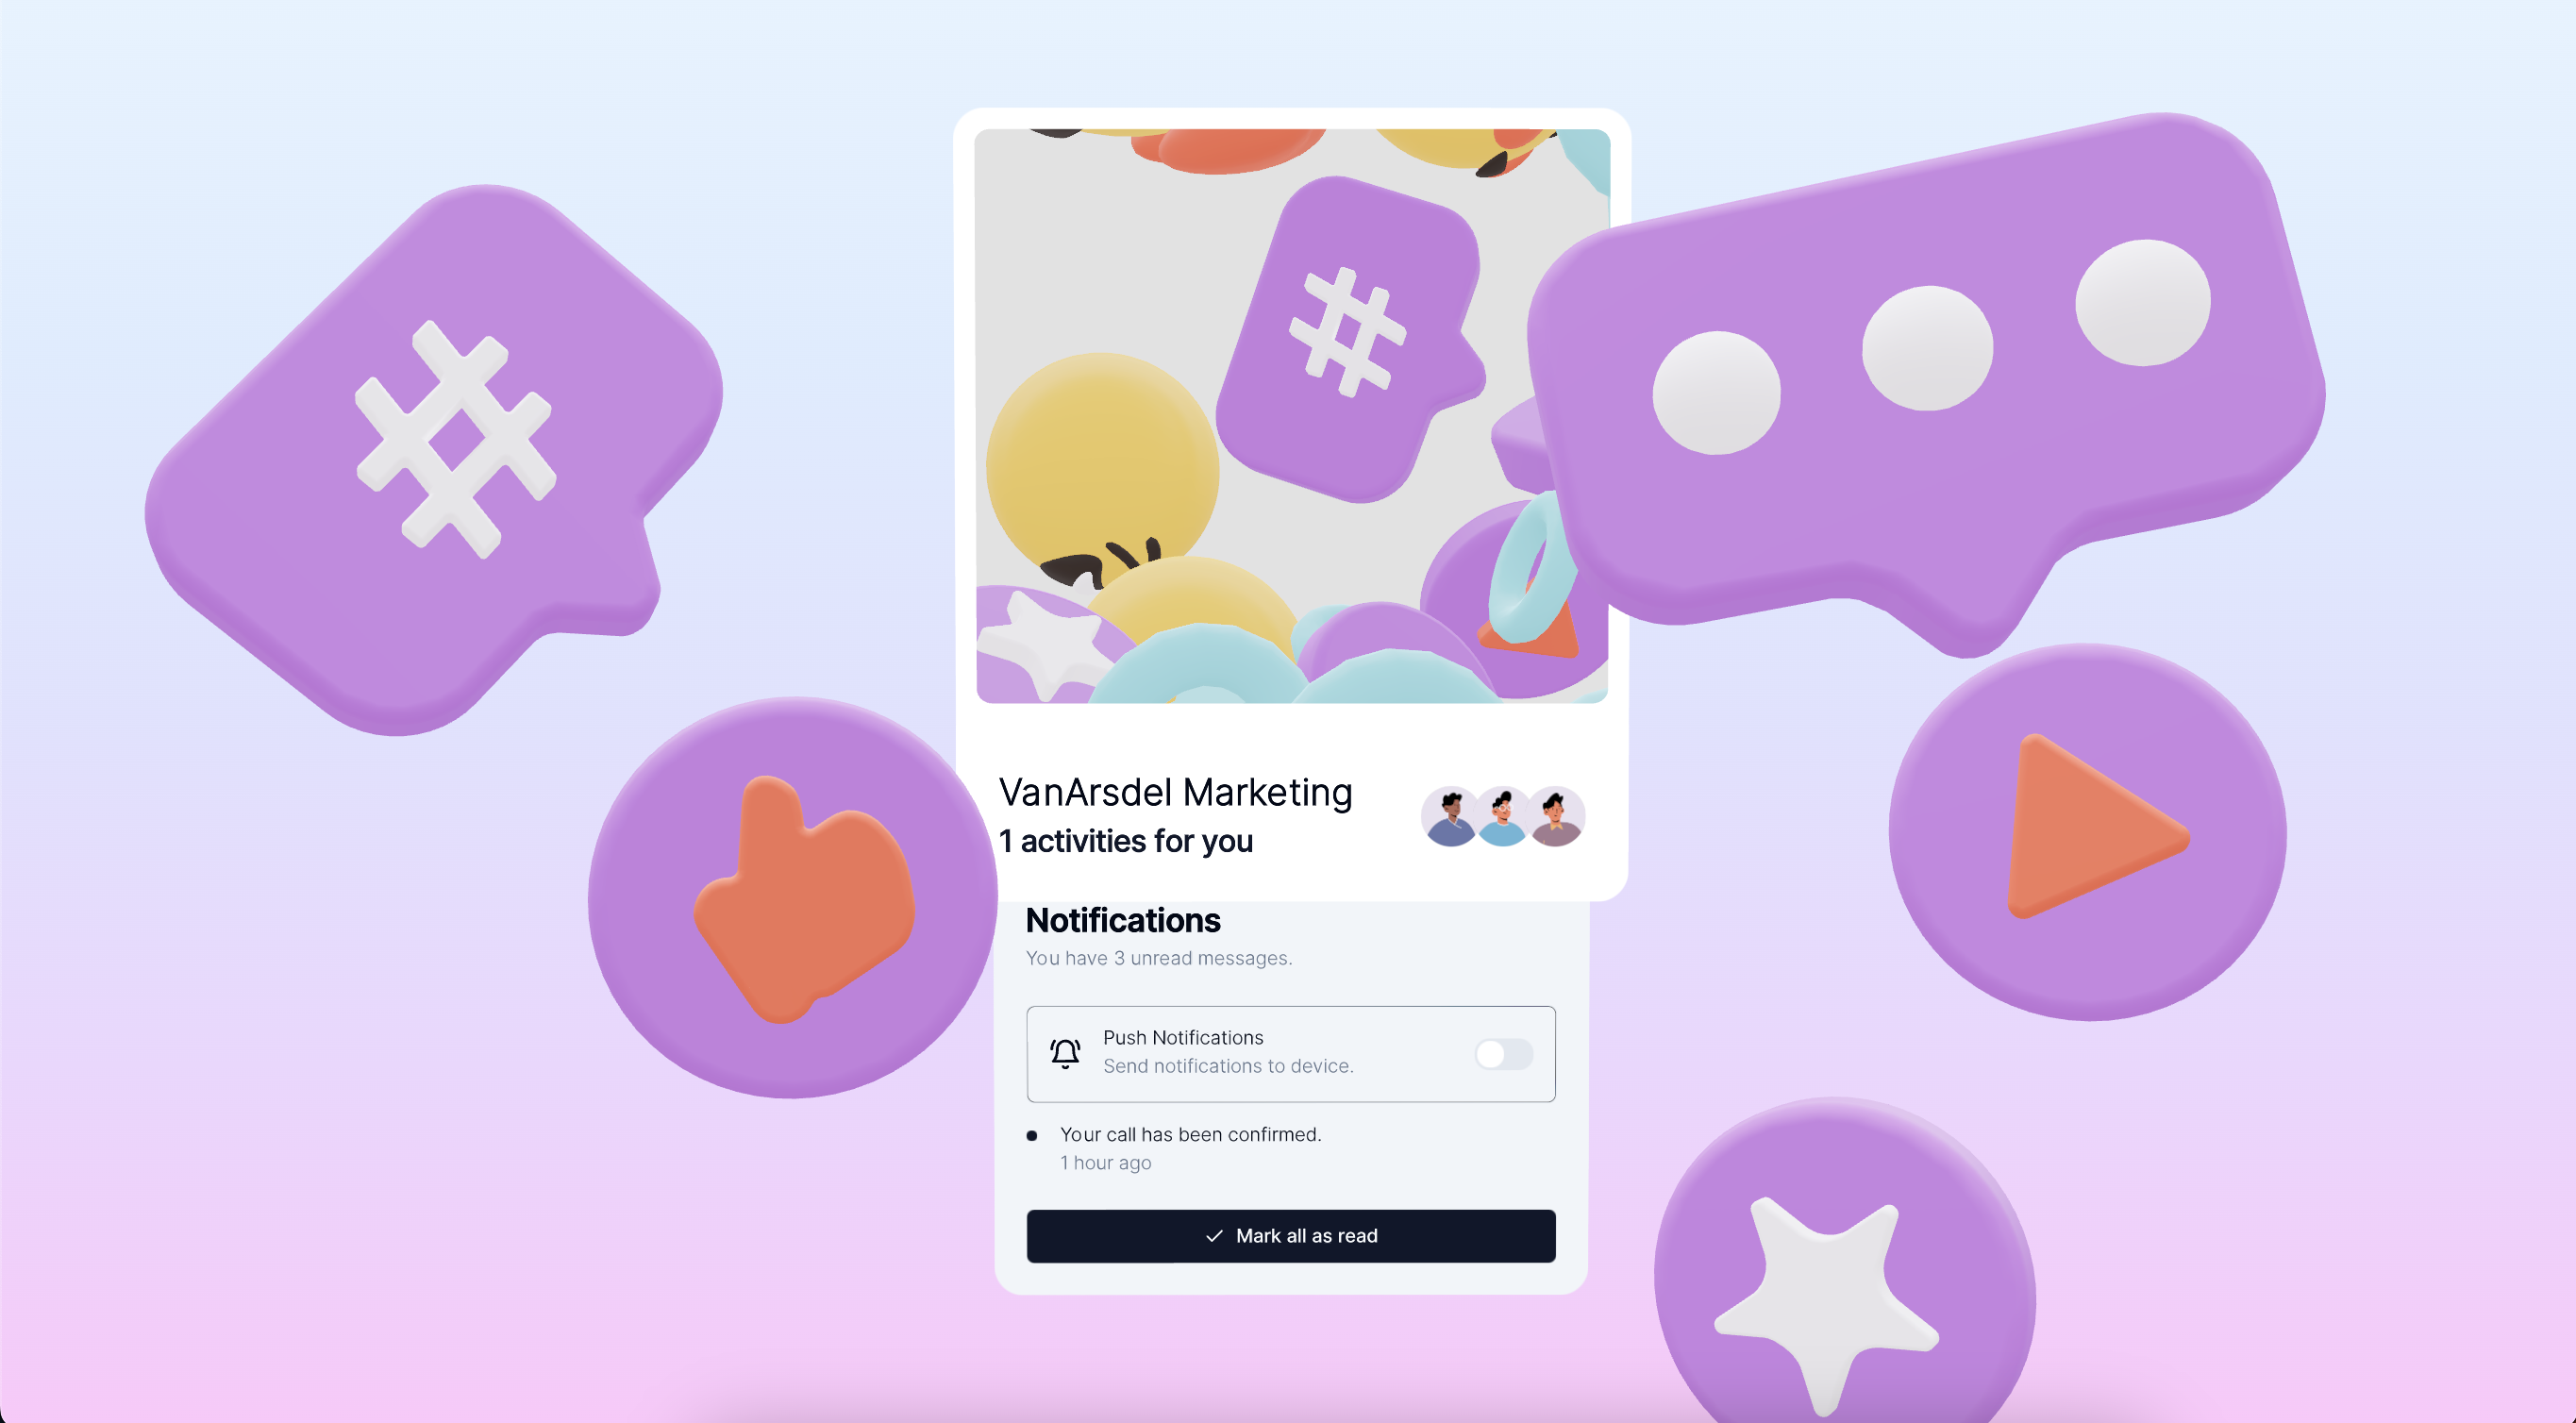 VanArsdel Marketing
1 activities for you
Notifications
You have 3 unread messages.
Push Notifications
Send notifications to device.
Your call has been confirmed.
1 hour ago
Mark all as read